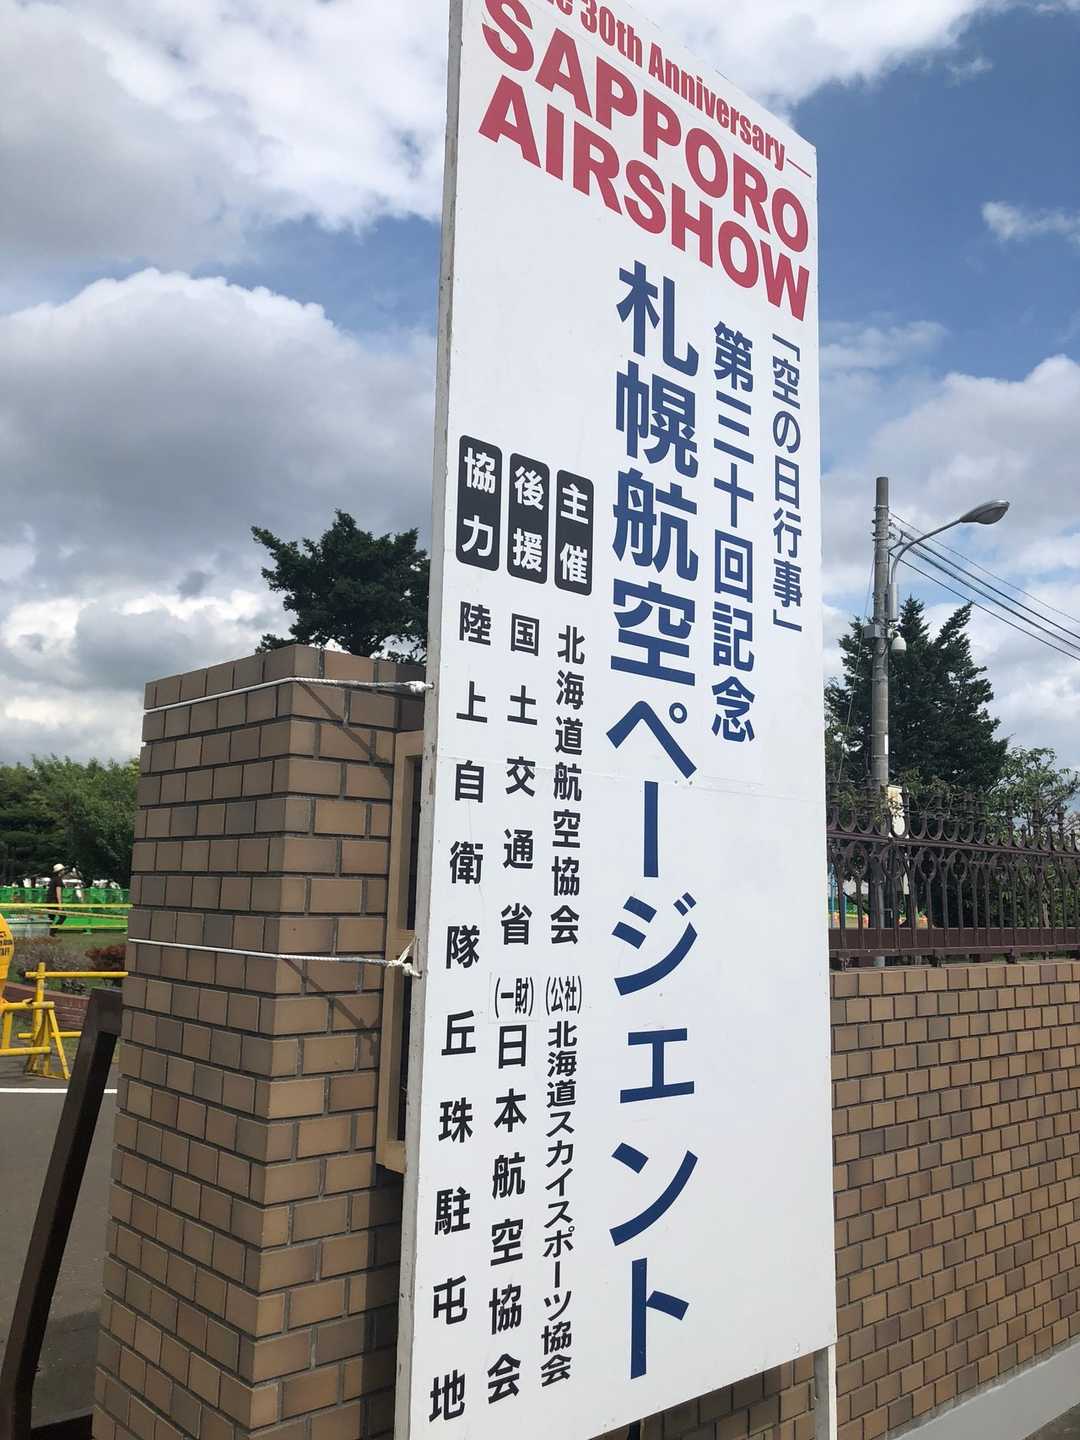 30th Anniversary—
SAPPORO
AIRSHOW
「空の日行事」
第三十回記念
札幌航空ページェント
主催 北海道航空協会 (公社)北海道スカイスポーツ協会
後援 国土交通省 (一財)日本航空協会
協力 陸上自衛隊丘珠駐屯地